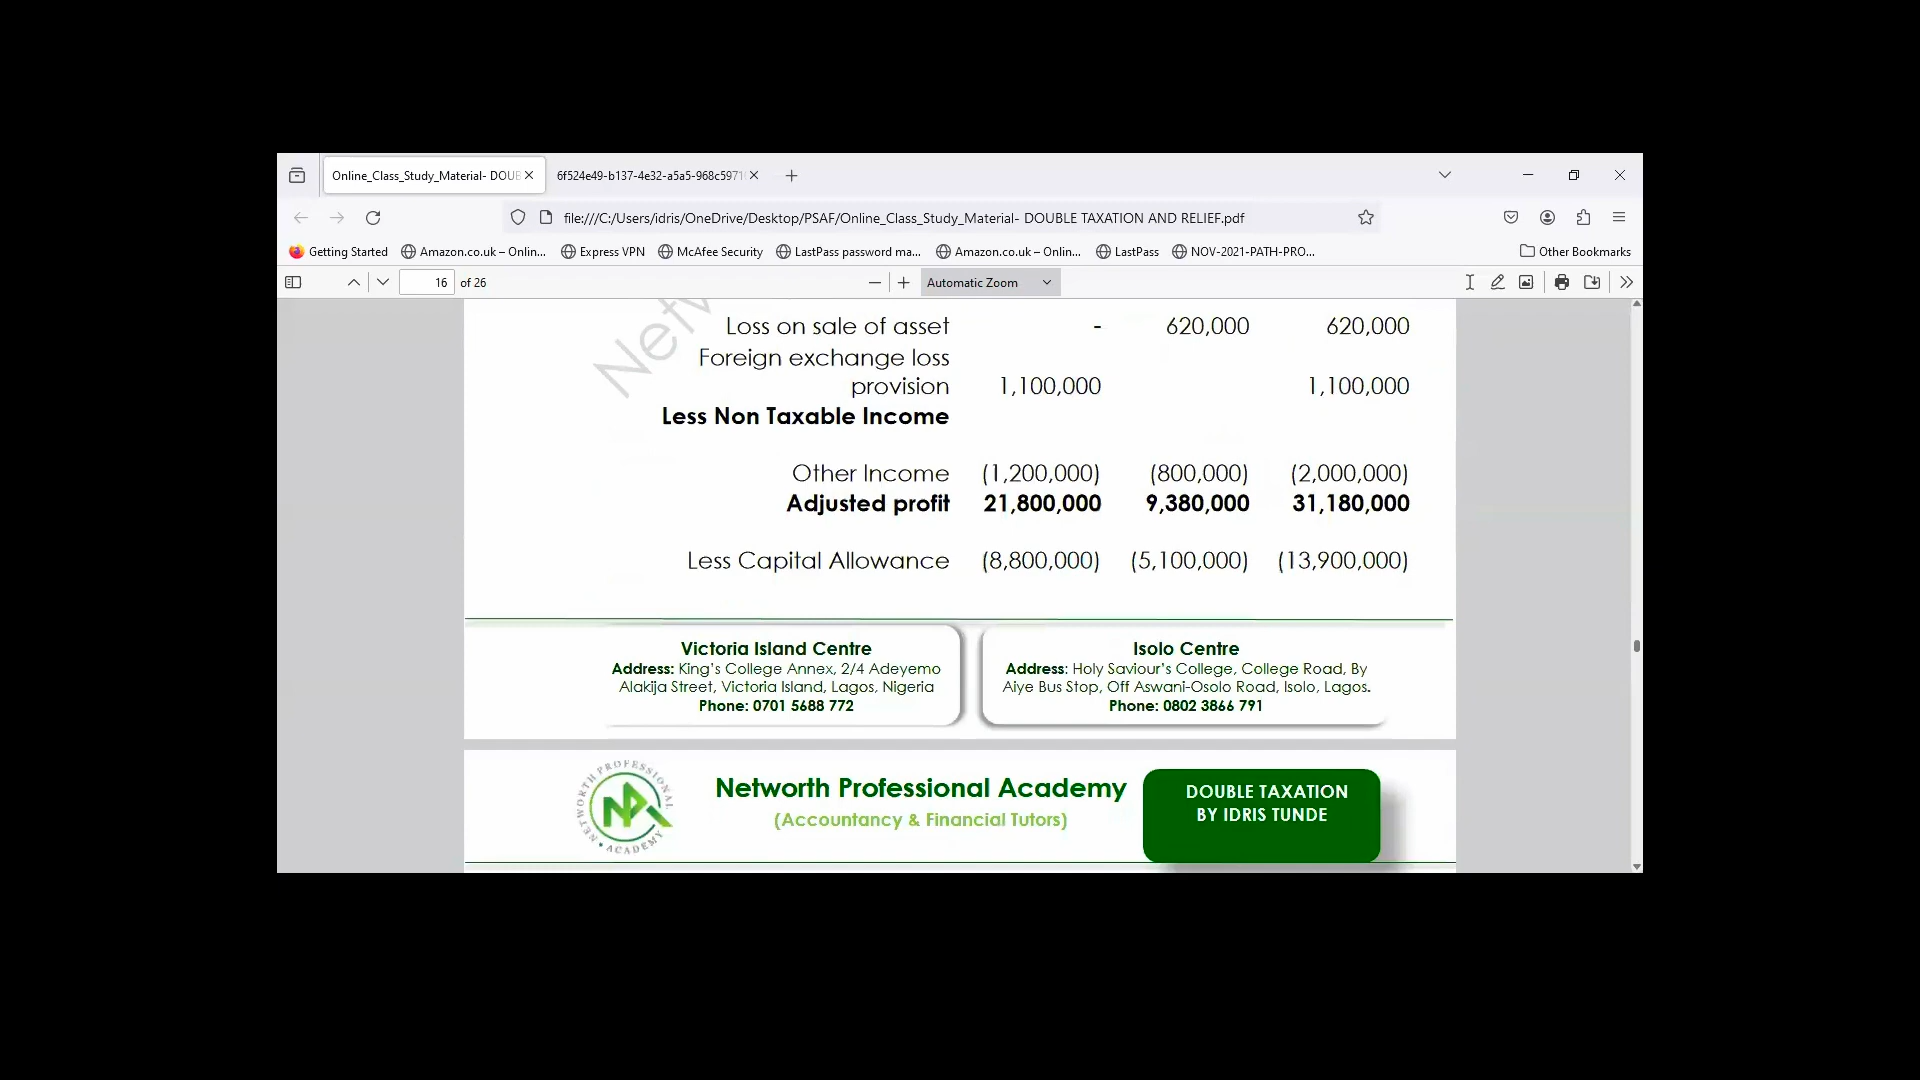 Online_Class_Study_Material- DOUB
6f524e49-b137-4e32-a5a5-968c5971
file:///C:/Users/idris/OneDrive/Desktop/PSAF/Online_Class_Study_Material- DOUBLE TAXATION AND RELIEF.pdf
Getting Started Amazon.co.uk – Onlin... Express VPN McAfee Security LastPass password ma... Amazon.co.uk – Onlin... LastPass NOV-2021-PATH-PRO... Other Bookmarks
16 of 26 Automatic Zoom
Netw
Loss on sale of asset - 620,000 620,000
Foreign exchange loss
provision 1,100,000 1,100,000
Less Non Taxable Income
Other Income (1,200,000) (800,000) (2,000,000)
Adjusted profit 21,800,000 9,380,000 31,180,000
Less Capital Allowance (8,800,000) (5,100,000) (13,900,000)
Victoria Island Centre
Address: King's College Annex, 2/4 Adeyemo
Alakija Street, Victoria Island, Lagos, Nigeria
Phone: 0701 5688 772
Isolo Centre
Address: Holy Saviour's College, College Road, By
Aiye Bus Stop, Off Aswani-Osolo Road, Isolo, Lagos.
Phone: 0802 3866 791
NETWORTH PROFESSIONAL
ACADEMY
Networth Professional Academy
(Accountancy & Financial Tutors)
DOUBLE TAXATION
BY IDRIS TUNDE